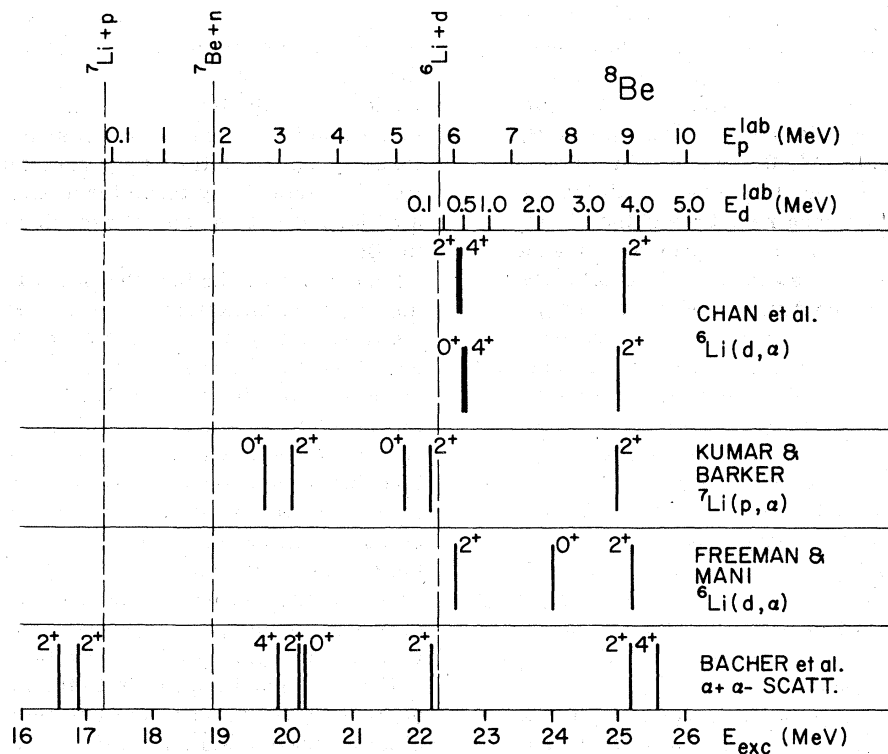 ⁷Li+p
⁷Be+n
⁶Li+d
⁸Be
0.1 1 2 3 4 5 6 7 8 9 10 E_p^lab (MeV)
0.1 0.5 1.0 2.0 3.0 4.0 5.0 E_d^lab (MeV)
2⁺ 4⁺ 2⁺
CHAN et al.
⁶Li(d,α)
0⁺ 4⁺ 2⁺
0⁺ 2⁺ 0⁺ 2⁺ 2⁺
KUMAR &
BARKER
⁷Li(p,α)
2⁺ 0⁺ 2⁺
FREEMAN &
MANI
⁶Li(d,α)
2⁺ 2⁺ 4⁺ 2⁺ 0⁺ 2⁺ 2⁺ 4⁺
BACHER et al.
α+α- SCATT.
16 17 18 19 20 21 22 23 24 25 26 E_exc (MeV)